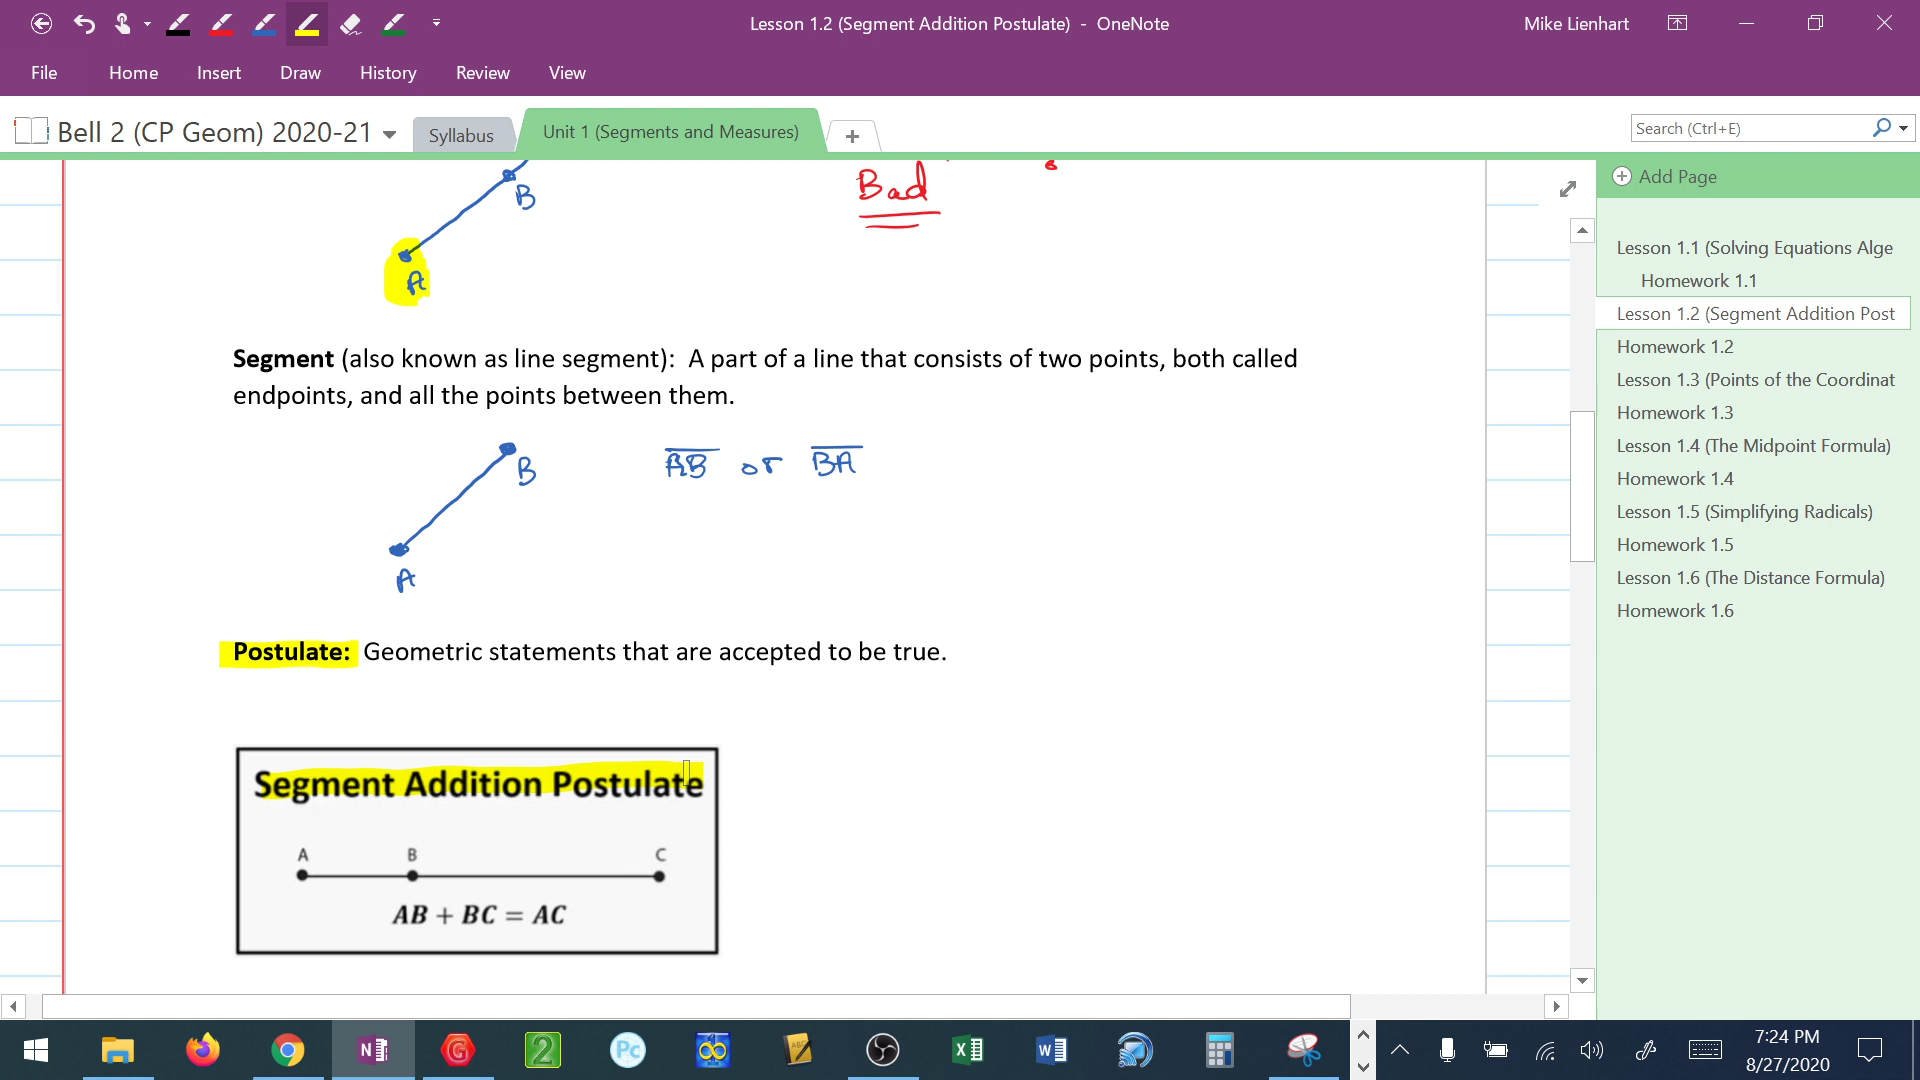 Lesson 1.2 (Segment Addition Postulate) - OneNote
Mike Lienhart
File Home Insert Draw History Review View
Bell 2 (CP Geom) 2020-21
Syllabus
Unit 1 (Segments and Measures)
+
Search (Ctrl+E)
Add Page
Lesson 1.1 (Solving Equations Alge
Homework 1.1
Lesson 1.2 (Segment Addition Post
Homework 1.2
Lesson 1.3 (Points of the Coordinat
Homework 1.3
Lesson 1.4 (The Midpoint Formula)
Homework 1.4
Lesson 1.5 (Simplifying Radicals)
Homework 1.5
Lesson 1.6 (The Distance Formula)
Homework 1.6
B
Bad
A
Segment (also known as line segment): A part of a line that consists of two points, both called
endpoints, and all the points between them.
B
AB or BA
A
Postulate: Geometric statements that are accepted to be true.
Segment Addition Postulate
A B C
AB + BC = AC
7:24 PM
8/27/2020